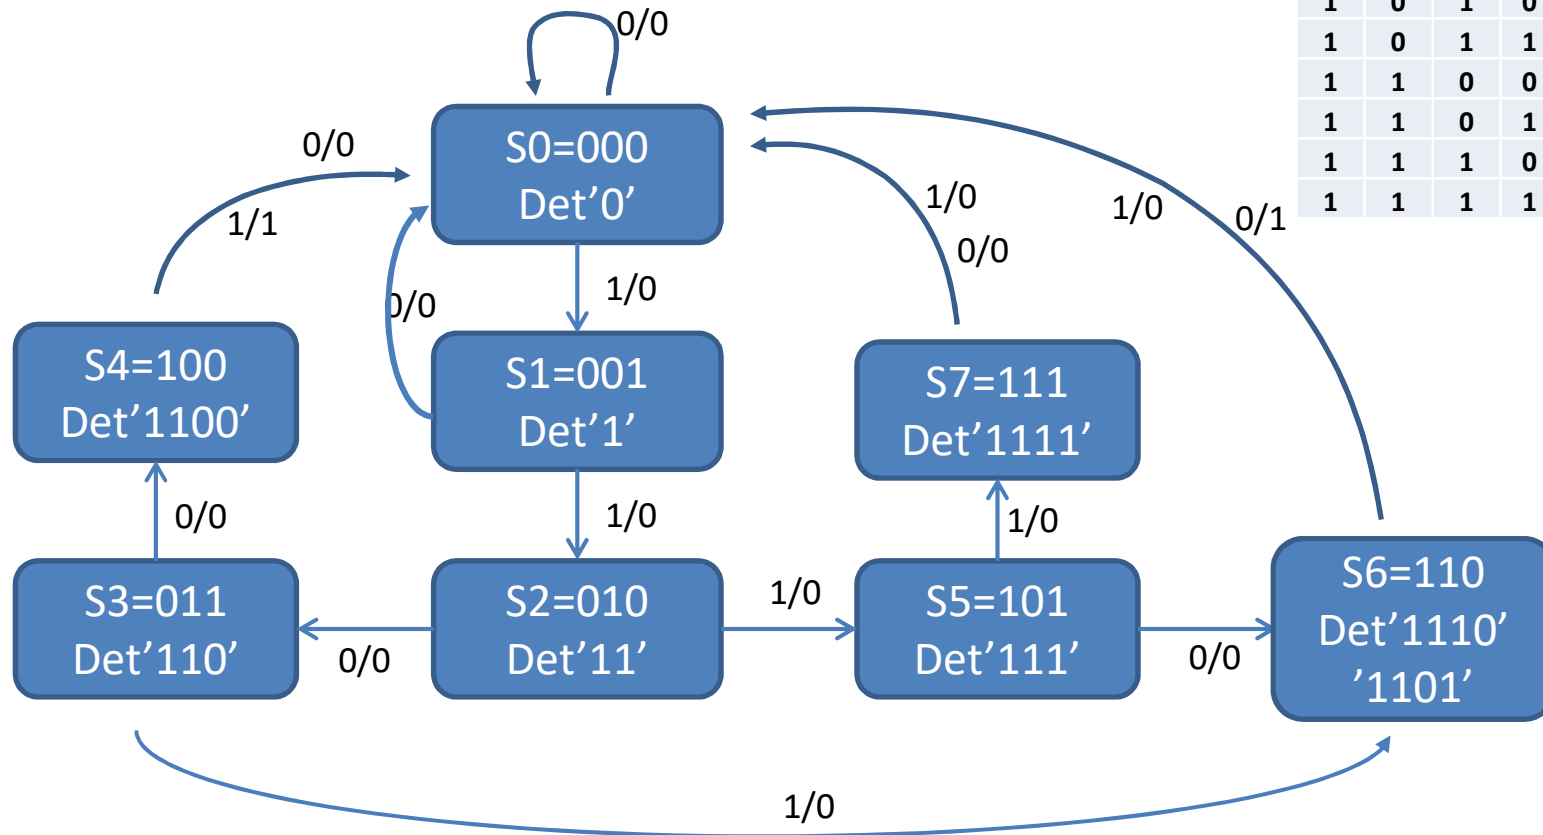 0/0
1 0 1 0
1 0 1 1
1 1 0 0
1 1 0 1
1 1 1 0
1 1 1 1
S0=000
Det'0'
0/0
1/1
0/0
1/0
1/0
0/0
1/0
0/1
S4=100
Det'1100'
S1=001
Det'1'
S7=111
Det'1111'
0/0
1/0
1/0
S3=011
Det'110'
0/0
S2=010
Det'11'
1/0
S5=101
Det'111'
0/0
S6=110
Det'1110'
'1101'
1/0